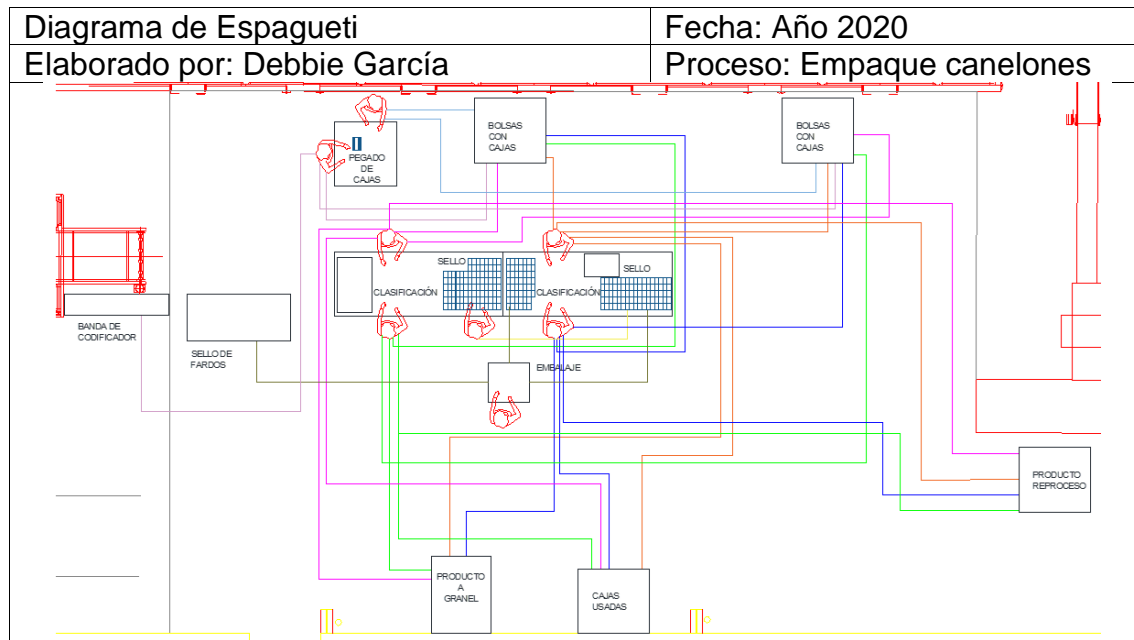 Diagrama de Espagueti
Fecha: Año 2020
Elaborado por: Debbie García
Proceso: Empaque canelones
BOLSAS
CON
CAJAS
BOLSAS
CON
CAJAS
PEGADO
DE
CAJAS
SELLO
SELLO
CLASIFICACIÓN
CLASIFICACIÓN
BANDA DE
CODIFICADOR
SELLO DE
FARDOS
EMBALAJE
PRODUCTO
REPROCESO
PRODUCTO
A
GRANEL
CAJAS
USADAS